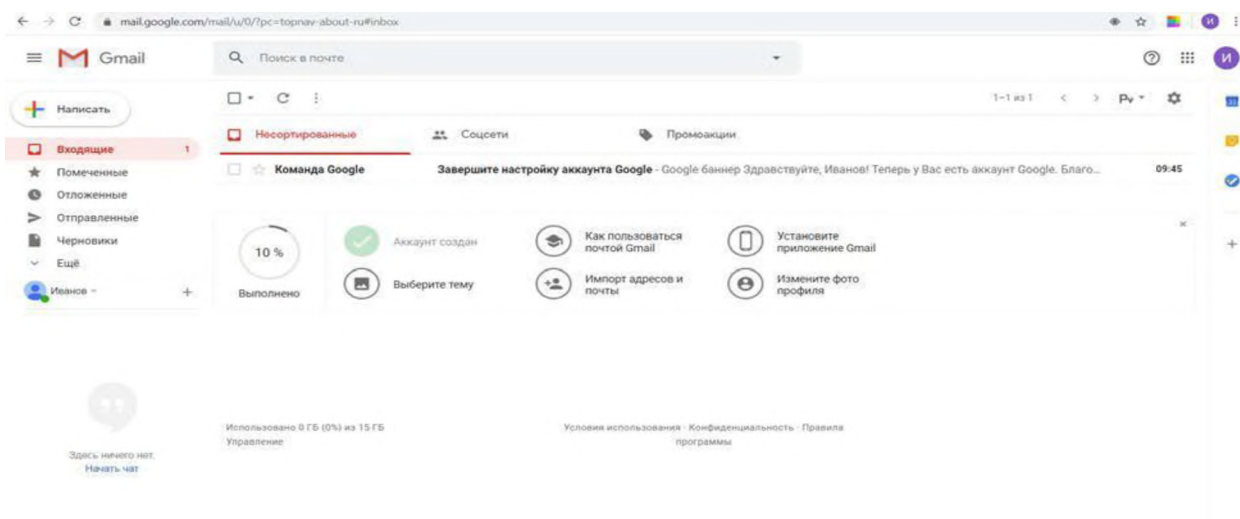 mail.google.com/mail/u/0/?pc=topnav-about-ru#inbox
И
Gmail
Поиск в почте
И
Написать
1–1 из 1
Ру
31
Несортированные
Соцсети
Промоакции
Входящие 1
Команда Google
Завершите настройку аккаунта Google - Google баннер Здравствуйте, Иванов! Теперь у Вас есть аккаунт Google. Благо...
09:45
Помеченные
Отложенные
Отправленные
Черновики
Ещё
Иванов
10 %
Выполнено
Аккаунт создан
Как пользоваться
почтой Gmail
Установите
приложение Gmail
Выберите тему
Импорт адресов и
почты
Измените фото
профиля
Здесь ничего нет.
Начать чат
Использовано 0 ГБ (0%) из 15 ГБ
Управление
Условия использования · Конфиденциальность · Правила
программы